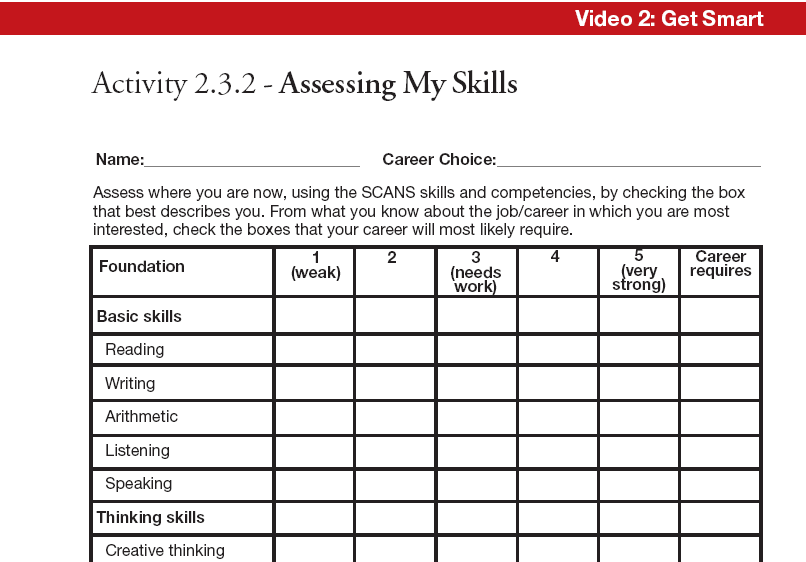 Video 2: Get Smart
Activity 2.3.2 - Assessing My Skills
Name: Career Choice:
Assess where you are now, using the SCANS skills and competencies, by checking the box
that best describes you. From what you know about the job/career in which you are most
interested, check the boxes that your career will most likely require.
Foundation 1 (weak) 2 3 (needs work) 4 5 (very strong) Career requires
Basic skills
Reading
Writing
Arithmetic
Listening
Speaking
Thinking skills
Creative thinking